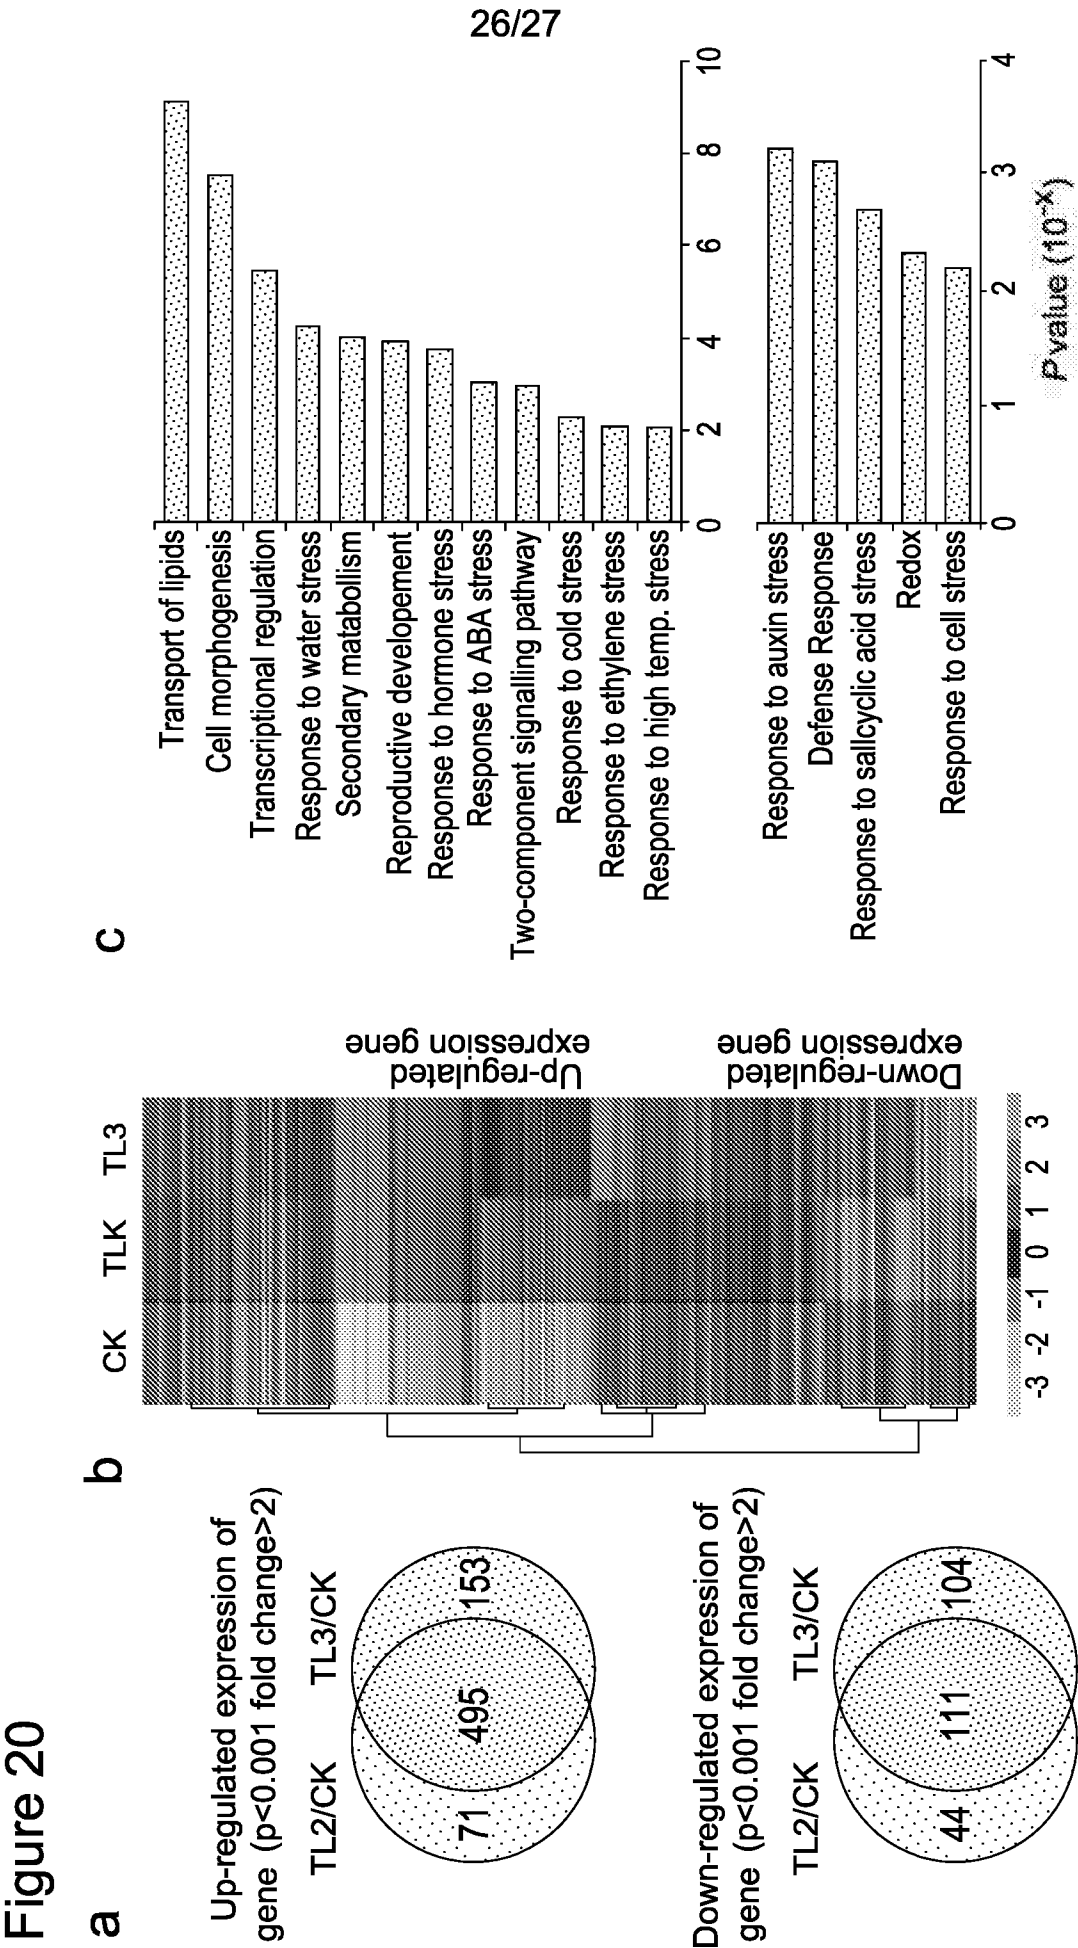 26/27
Figure 20
a
Up-regulated expression of
gene (p<0.001 fold change>2)
TL2/CK TL3/CK
71 495 153
Down-regulated expression of
gene (p<0.001 fold change>2)
TL2/CK TL3/CK
44 111 104
b
CK TLK TL3
Up-regulated
expression gene
Down-regulated
expression gene
-3 -2 -1 0 1 2 3
c
Transport of lipids
Cell morphogenesis
Transcriptional regulation
Response to water stress
Secondary matabollism
Reproductive developement
Response to hormone stress
Response to ABA stress
Two-component signalling pathway
Response to cold stress
Response to ethylene stress
Response to high temp. stress
0 2 4 6 8 10
Response to auxin stress
Defense Response
Response to sallcyclic acid stress
Redox
Response to cell stress
0 1 2 3 4
Pvalue (10⁻ˣ)